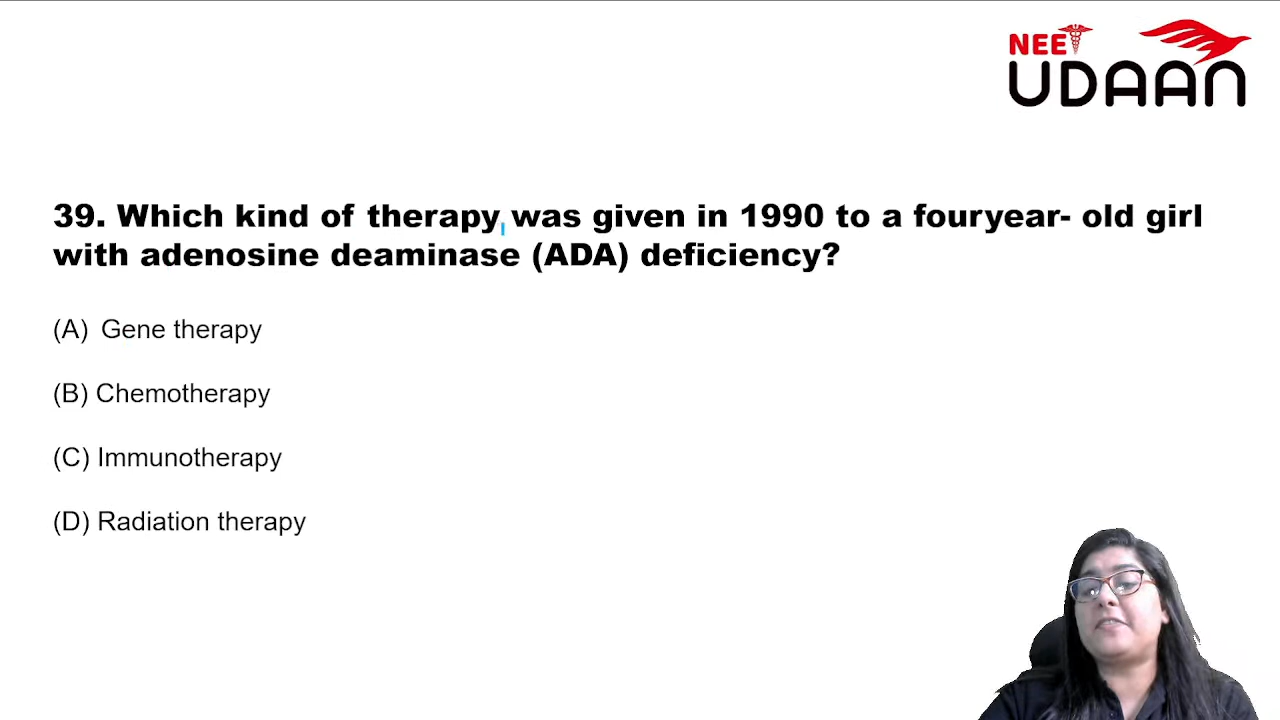 NEET
UDAAN
39. Which kind of therapy was given in 1990 to a fouryear- old girl
with adenosine deaminase (ADA) deficiency?
(A) Gene therapy
(B) Chemotherapy
(C) Immunotherapy
(D) Radiation therapy